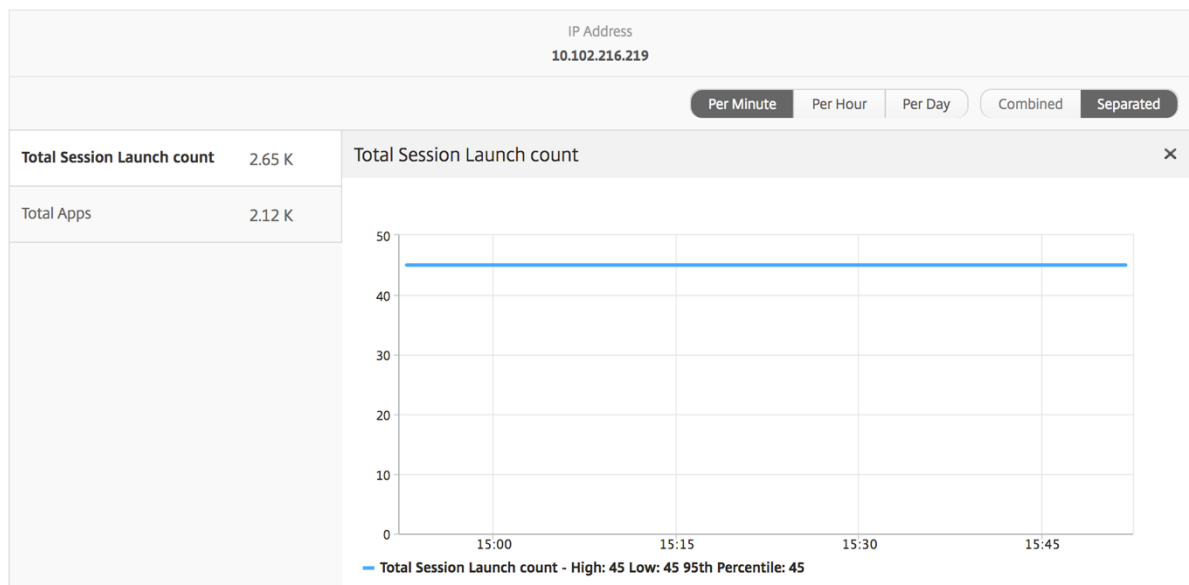 IP Address
10.102.216.219
Per Minute Per Hour Per Day Combined Separated
Total Session Launch count 2.65 K
Total Apps 2.12 K
Total Session Launch count ×
50
40
30
20
10
0
15:00 15:15 15:30 15:45
Total Session Launch count - High: 45 Low: 45 95th Percentile: 45